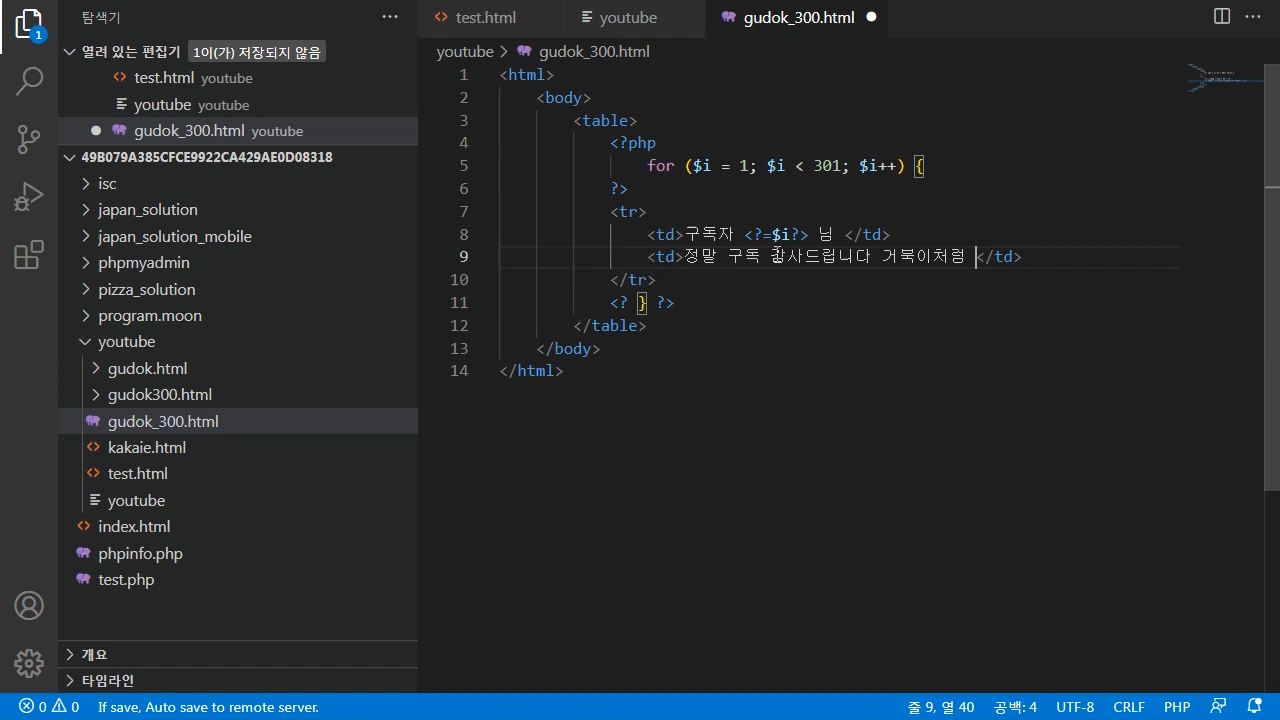 탐색기
열려 있는 편집기 1이(가) 저장되지 않음
test.html youtube
youtube youtube
gudok_300.html youtube
49B079A385CFCE9922CA429AE0D08318
isc
japan_solution
japan_solution_mobile
phpmyadmin
pizza_solution
program.moon
youtube
gudok.html
gudok300.html
gudok_300.html
kakaie.html
test.html
youtube
index.html
phpinfo.php
test.php
개요
타임라인
1
test.html youtube gudok_300.html
youtube > gudok_300.html
1 <html>
2 <body>
3 <table>
4 <?php
5 for ($i = 1; $i < 301; $i++) {
6 ?>
7 <tr>
8 <td>구독자 <?=$i?> 님 </td>
9 <td>정말 구독 감사드립니다 거북이처럼 </td>
10 </tr>
11 <? } ?>
12 </table>
13 </body>
14 </html>
0 0 If save, Auto save to remote server. 줄 9, 열 40 공백: 4 UTF-8 CRLF PHP